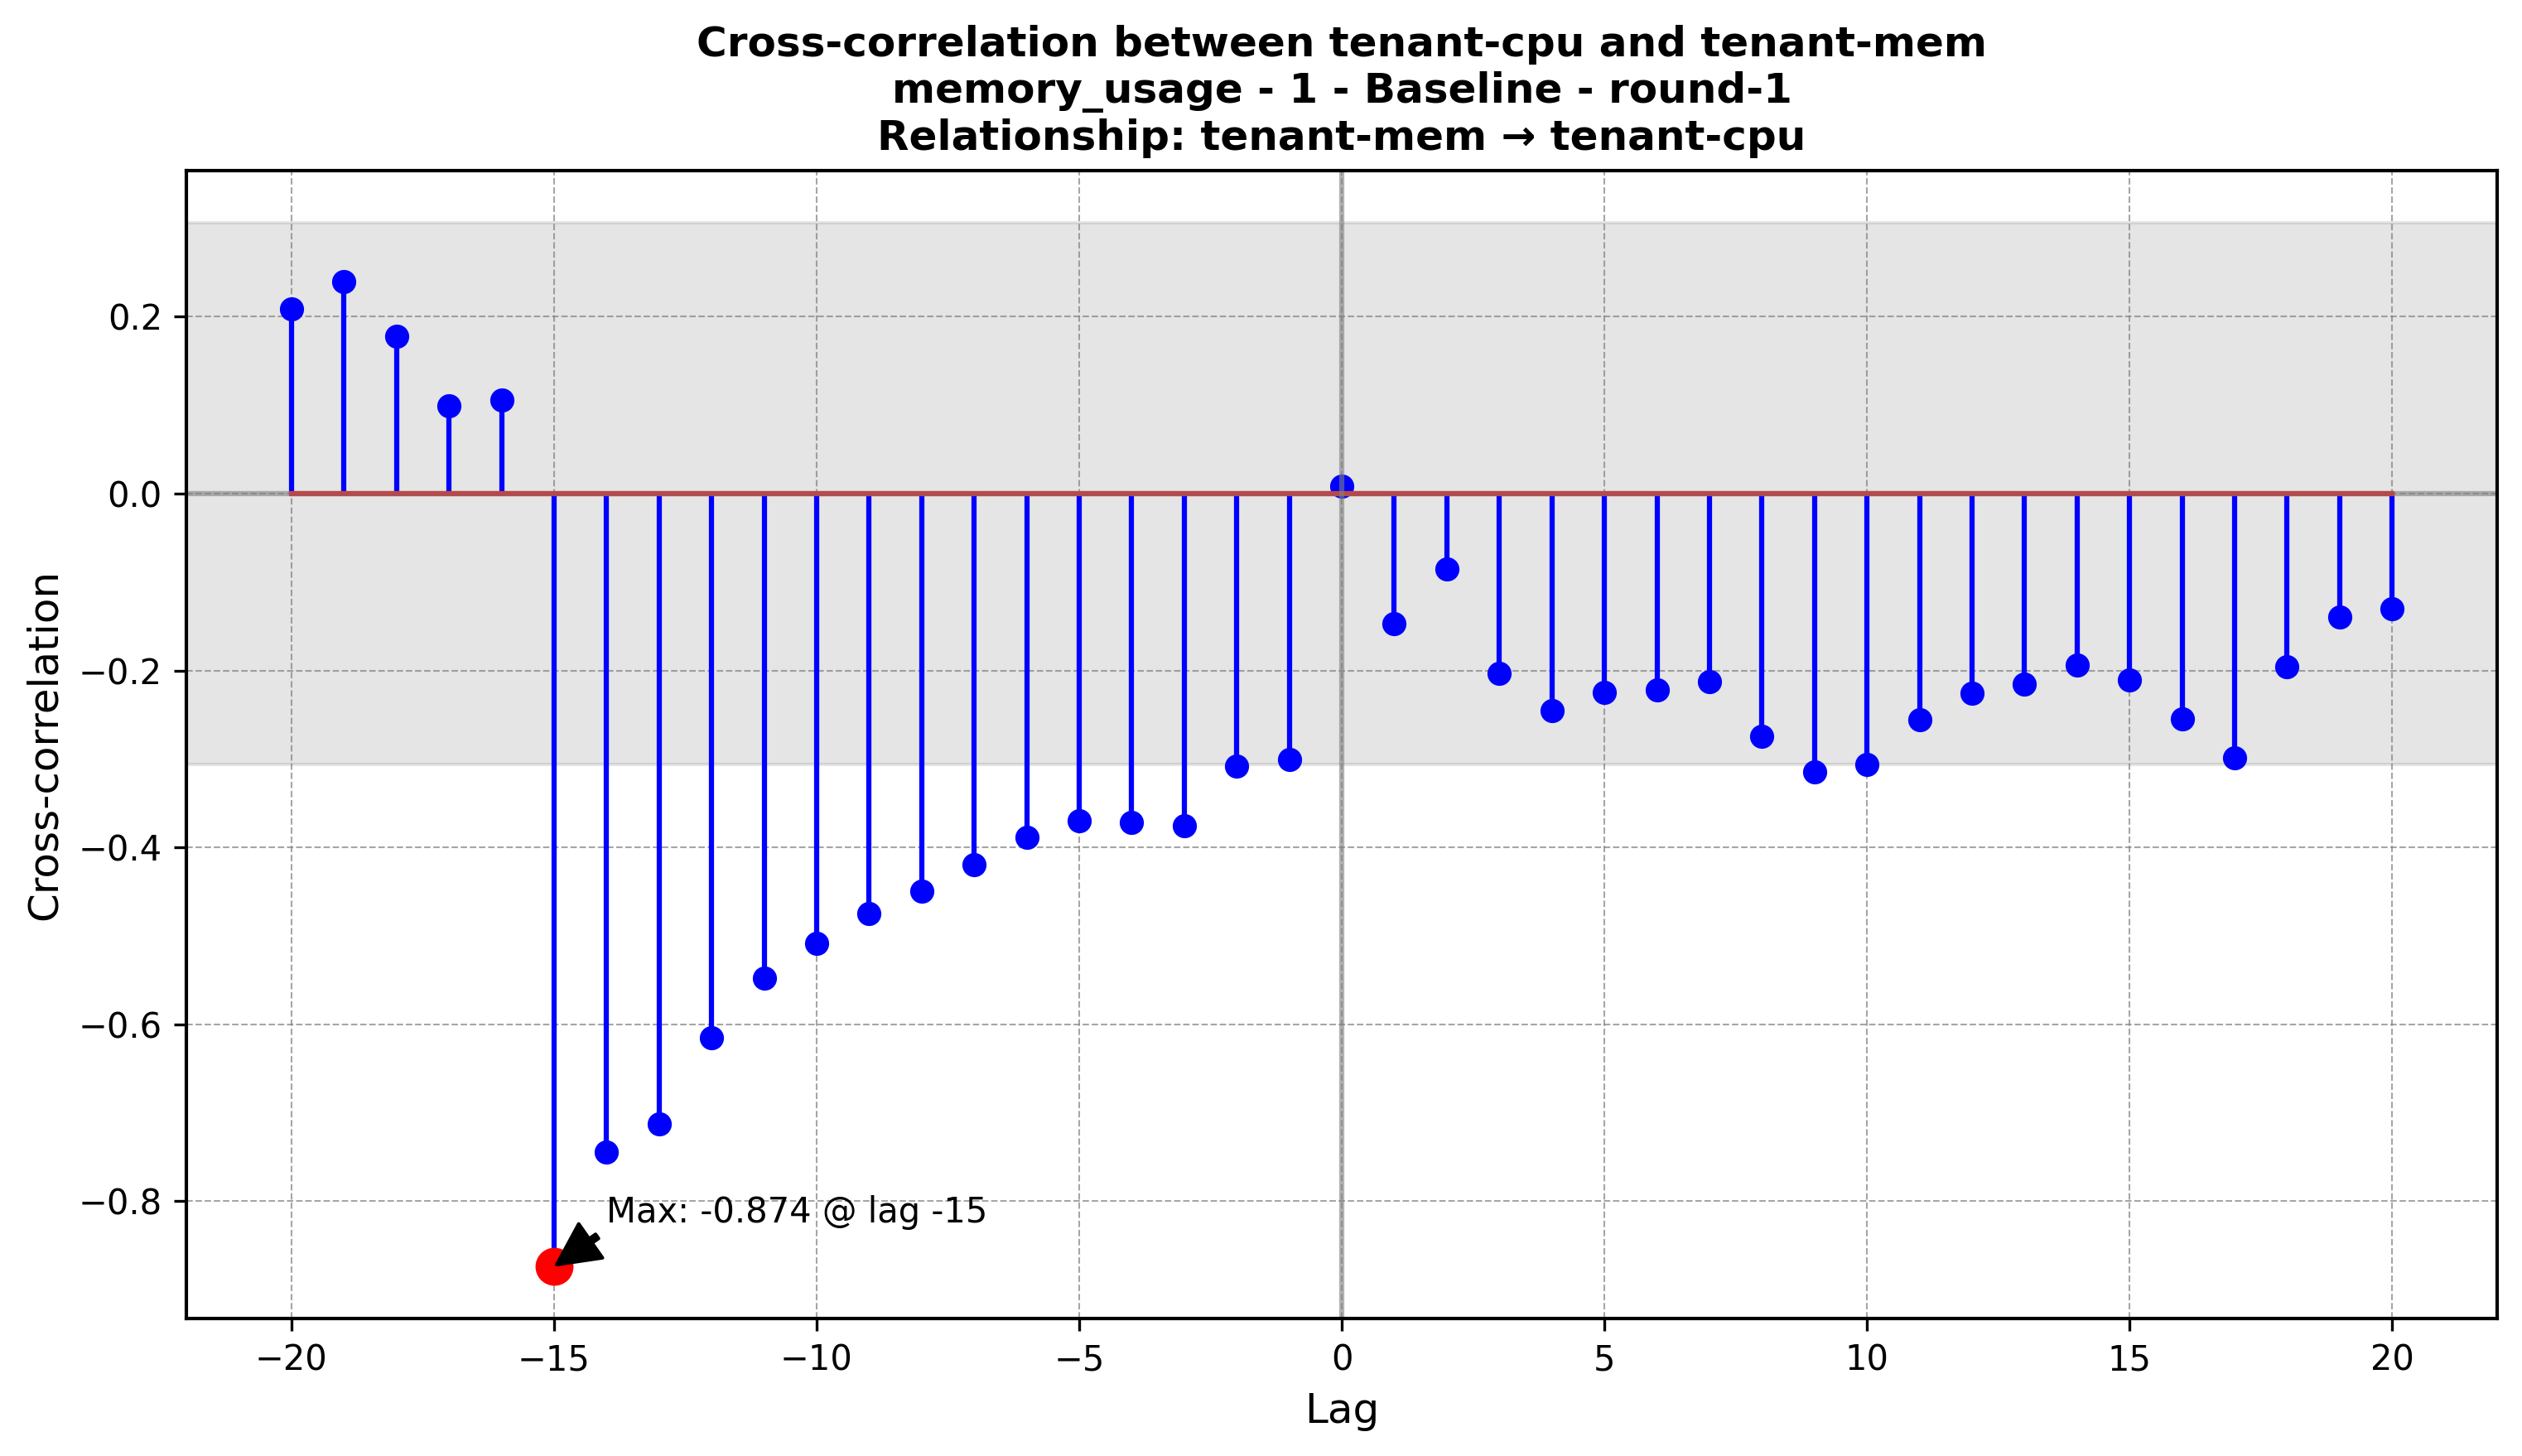 Cross-correlation between tenant-cpu and tenant-mem
memory_usage - 1 - Baseline - round-1
Relationship: tenant-mem → tenant-cpu
0.2
0.0
−0.2
−0.4
−0.6
−0.8
Cross-correlation
Max: -0.874 @ lag -15
−20 −15 −10 −5 0 5 10 15 20
Lag